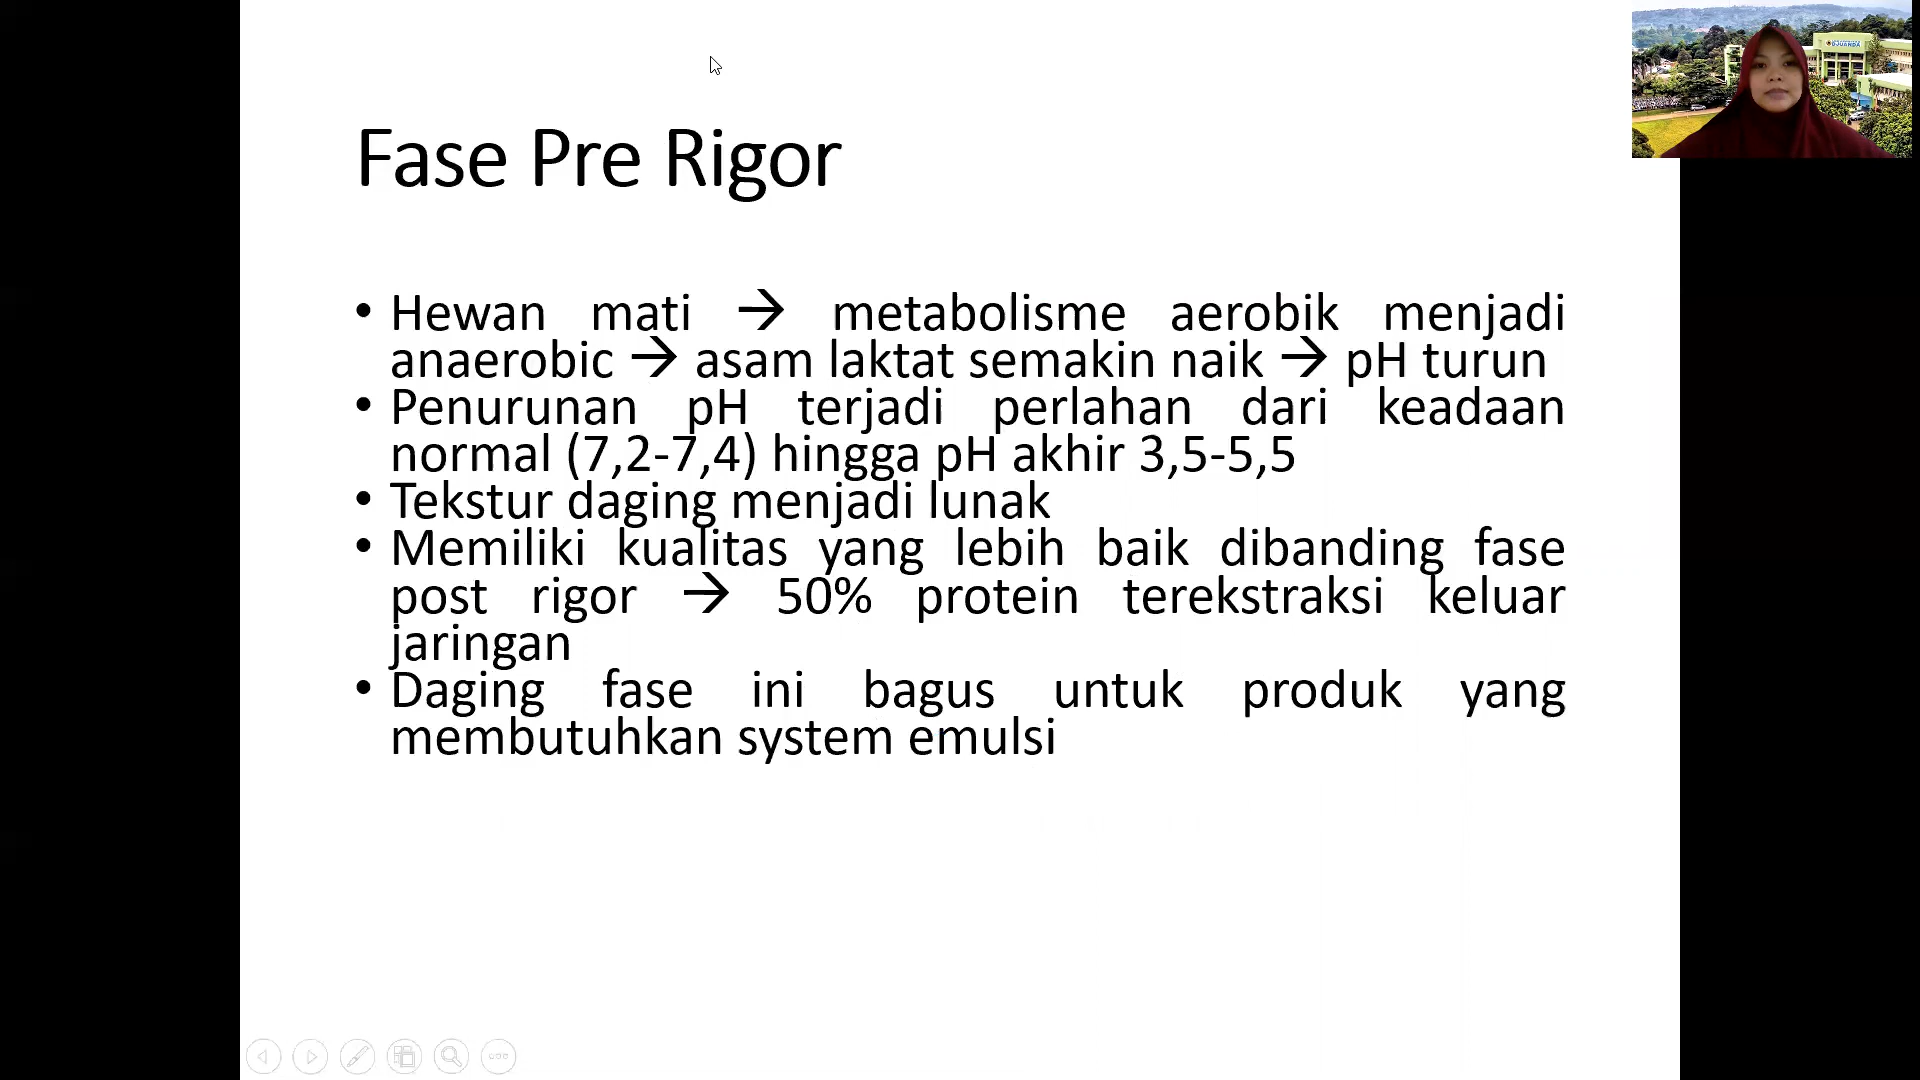 Fase Pre Rigor
• Hewan mati → metabolisme aerobik menjadi
anaerobic → asam laktat semakin naik → pH turun
• Penurunan pH terjadi perlahan dari keadaan
normal (7,2-7,4) hingga pH akhir 3,5-5,5
• Tekstur daging menjadi lunak
• Memiliki kualitas yang lebih baik dibanding fase
post rigor → 50% protein terekstraksi keluar
jaringan
• Daging fase ini bagus untuk produk yang
membutuhkan system emulsi
DJUANDA